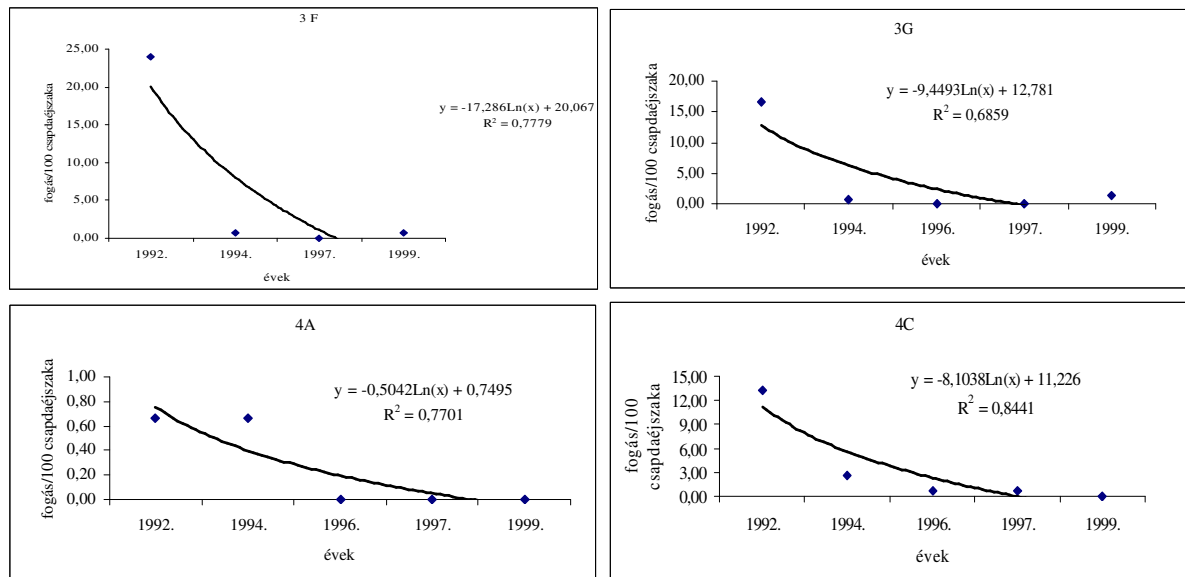 3 F
fogás/100 csapdaéjszaka
25,00
20,00
15,00
10,00
5,00
0,00
y = -17,286Ln(x) + 20,067
R² = 0,7779
1992. 1994. 1997. 1999.
évek
3G
fogás/100 csapdaéjszaka
20,00
15,00
10,00
5,00
0,00
y = -9,4493Ln(x) + 12,781
R² = 0,6859
1992. 1994. 1996. 1997. 1999.
évek
4A
fogás/100 csapdaéjszaka
1,00
0,80
0,60
0,40
0,20
0,00
y = -0,5042Ln(x) + 0,7495
R² = 0,7701
1992. 1994. 1996. 1997. 1999.
évek
4C
fogás/100
csapdaéjszaka
15,00
12,00
9,00
6,00
3,00
0,00
y = -8,1038Ln(x) + 11,226
R² = 0,8441
1992. 1994. 1996. 1997. 1999.
évek